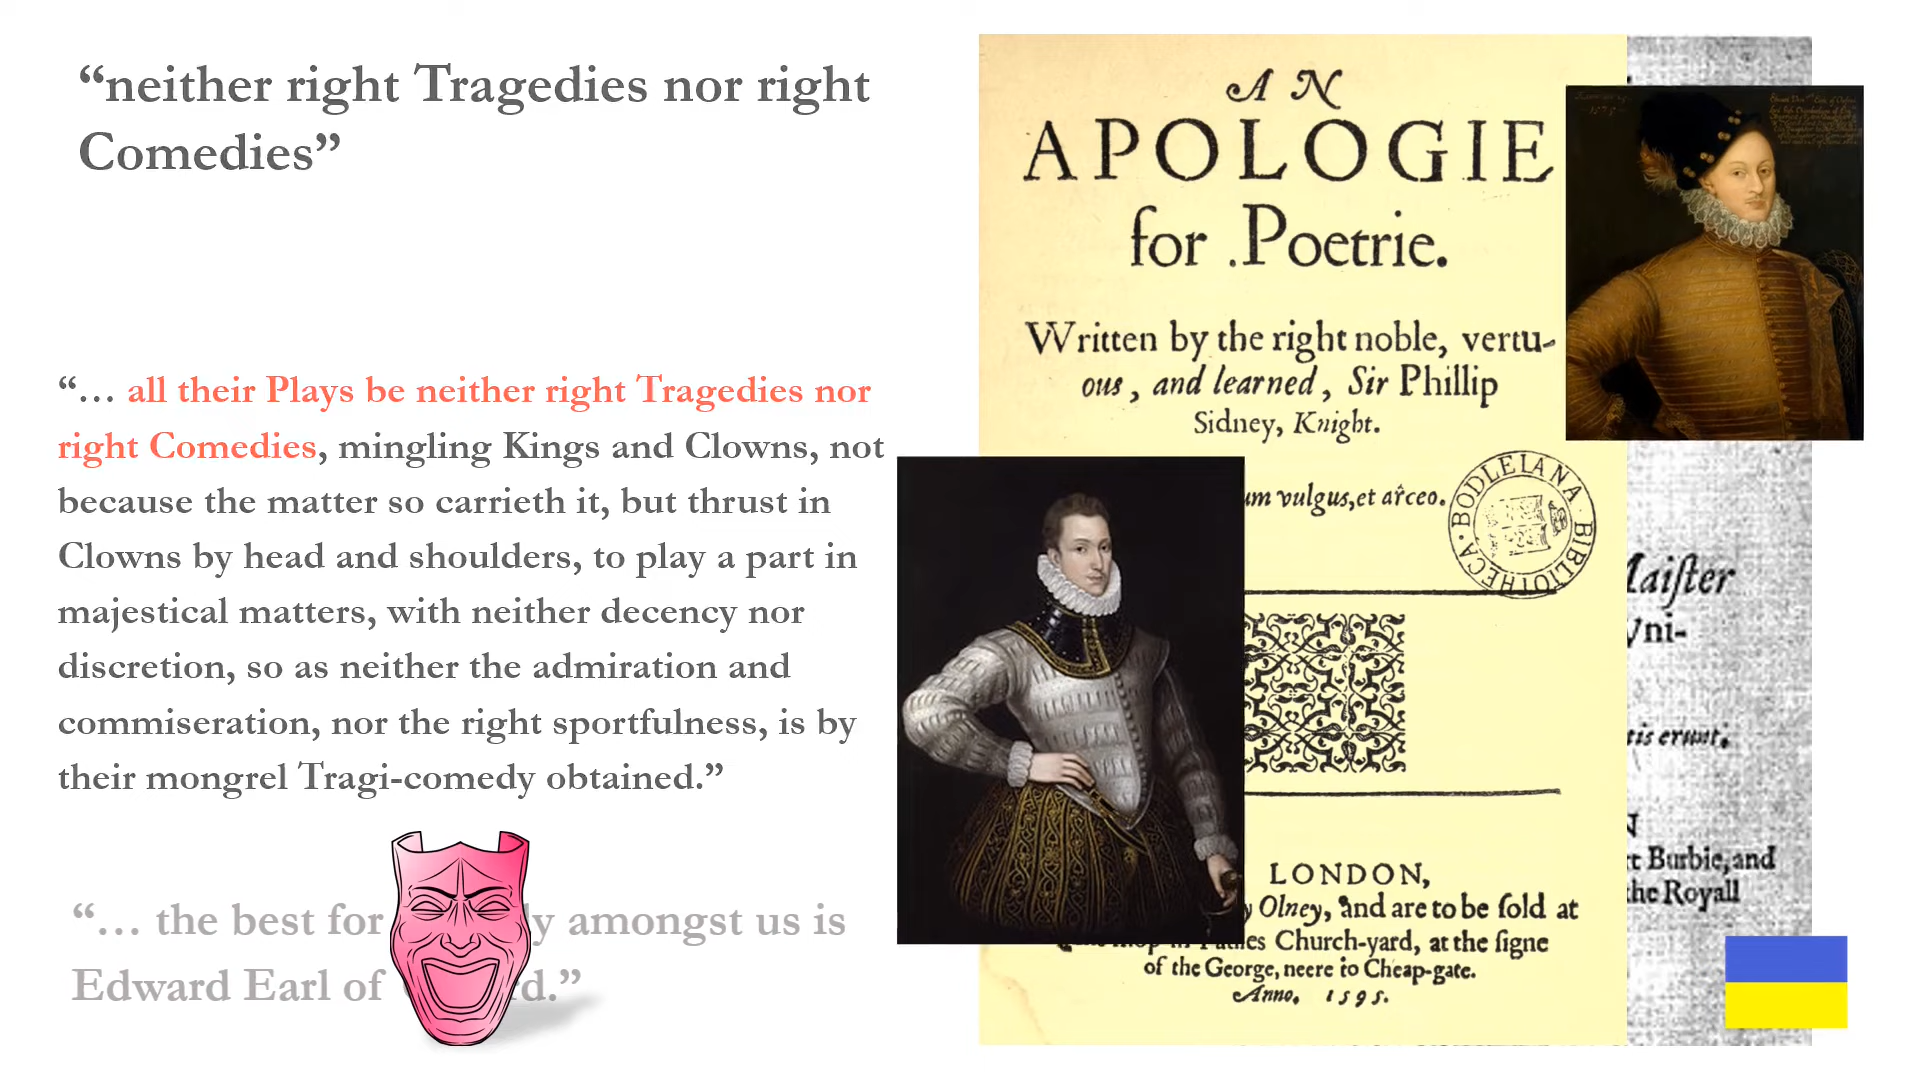 “neither right Tragedies nor right
Comedies”
“… all their Plays be neither right Tragedies nor
right Comedies, mingling Kings and Clowns, not
because the matter so carrieth it, but thrust in
Clowns by head and shoulders, to play a part in
majestical matters, with neither decency nor
discretion, so as neither the admiration and
commiseration, nor the right sportfulness, is by
their mongrel Tragi-comedy obtained.”
“… the best for y amongst us is
Edward Earl of d.”
AN
APOLOGIE
for .Poetrie.
Written by the right noble, vertu-
ous, and learned, Sir Phillip
Sidney, Knight.
um vulgus, et arceo.
BODLEIANA BIBLIOTHECA
LONDON,
Olney, and are to be ſold at
Church-yard, at the ſigne
of the George, neere to Cheap-gate.
Anno. 1595.
Maiſter
Vni-
tis erunt.
N
t Burbie, and
the Royall